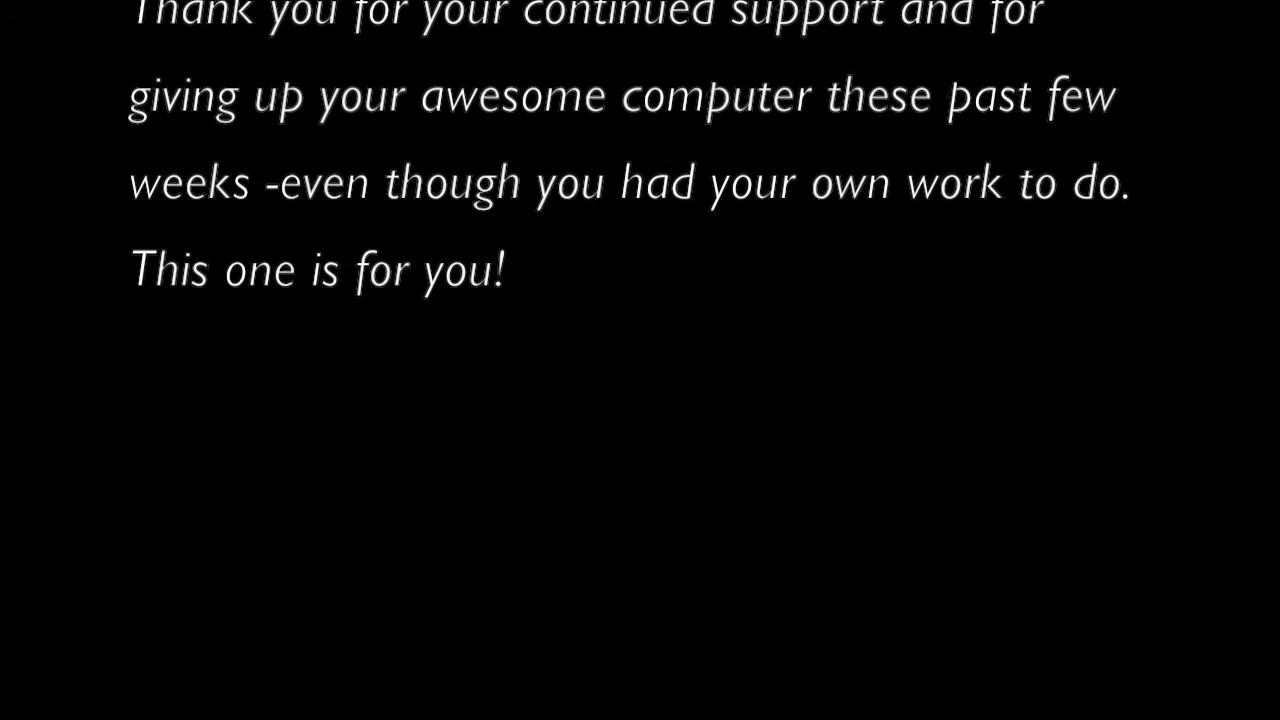 Thank you for your continued support and for
giving up your awesome computer these past few
weeks -even though you had your own work to do.
This one is for you!